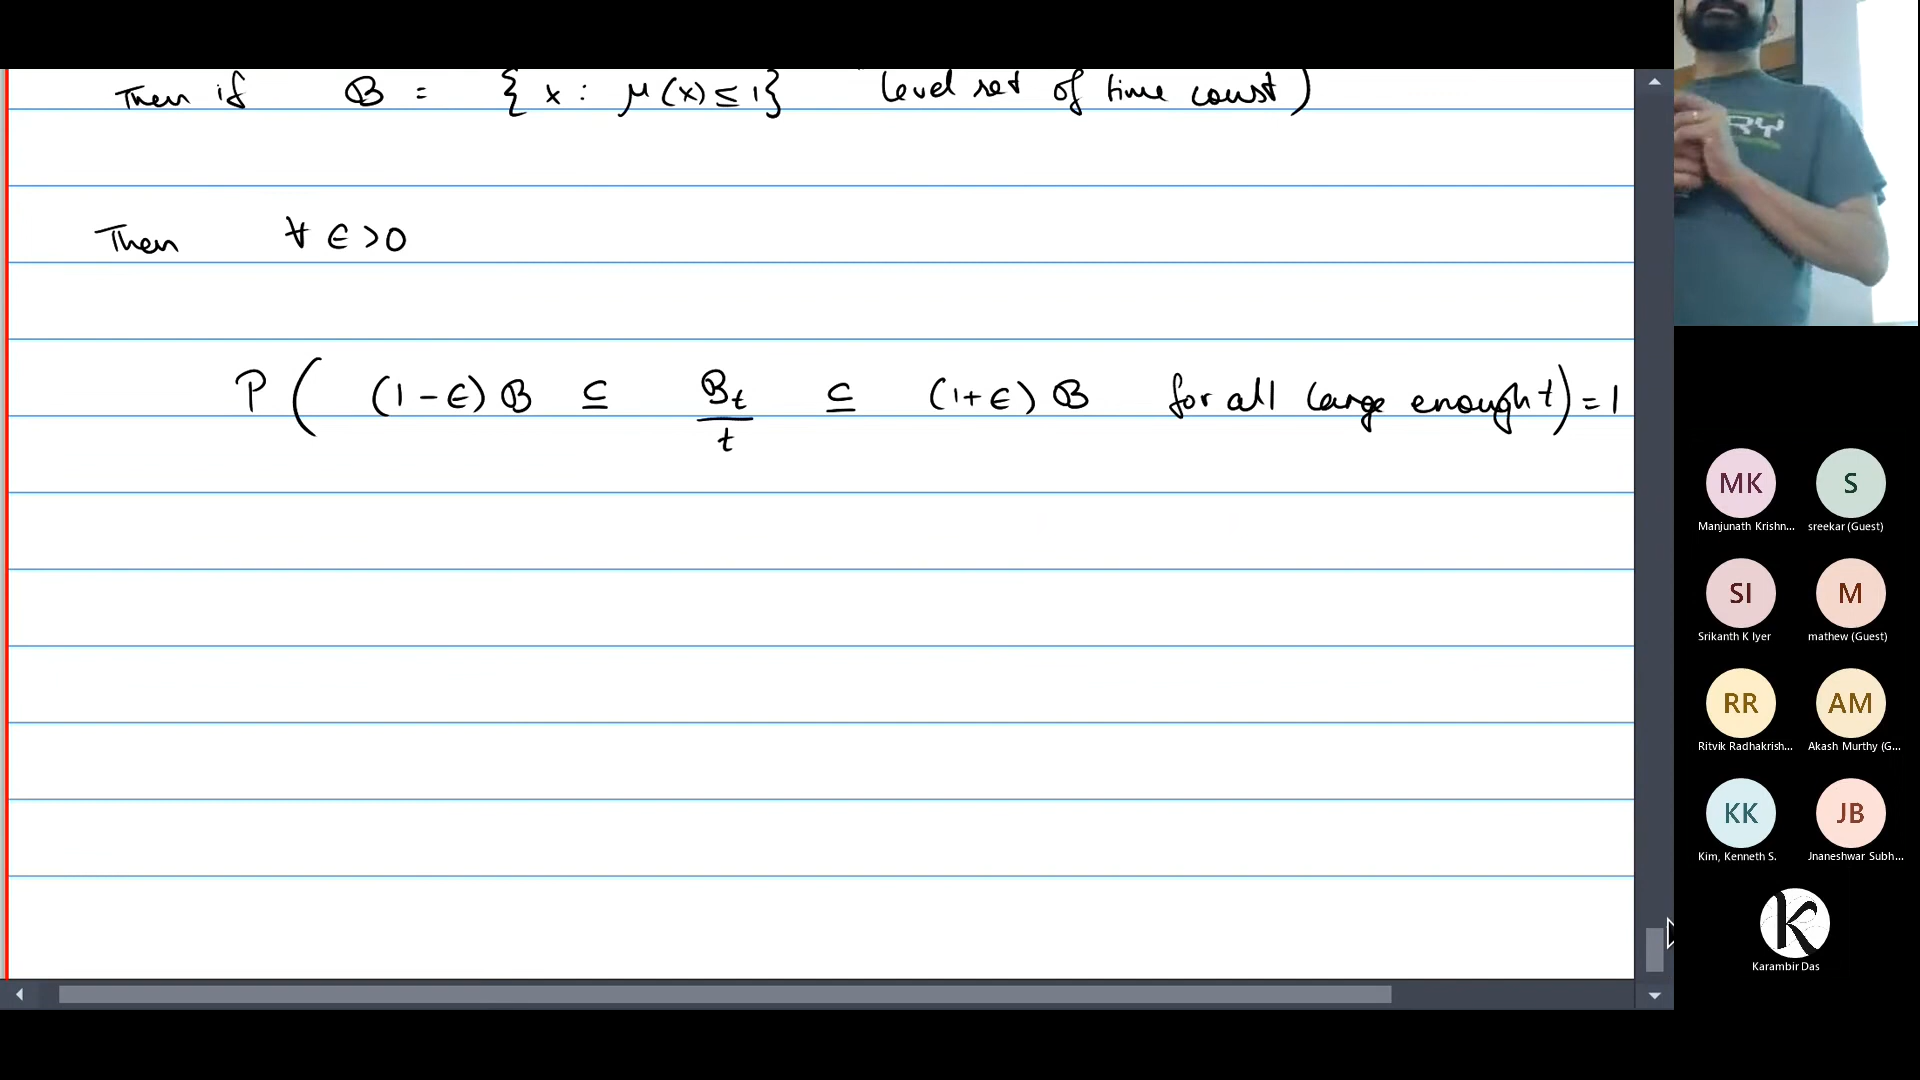 Then if B = { x : μ(x) ≤ 1} level set of time const)
Then ∀ ϵ > 0
P ( (1-ϵ) B ⊆ B_t/t ⊆ (1+ϵ) B for all large enough t) = 1
RY
MK
Manjunath Krishn...
S
sreekar (Guest)
SI
Srikanth K Iyer
M
mathew (Guest)
RR
Ritvik Radhakrish...
AM
Akash Murthy (G...
KK
Kim, Kenneth S.
JB
Jnaneshwar Subh...
K
Karambir Das